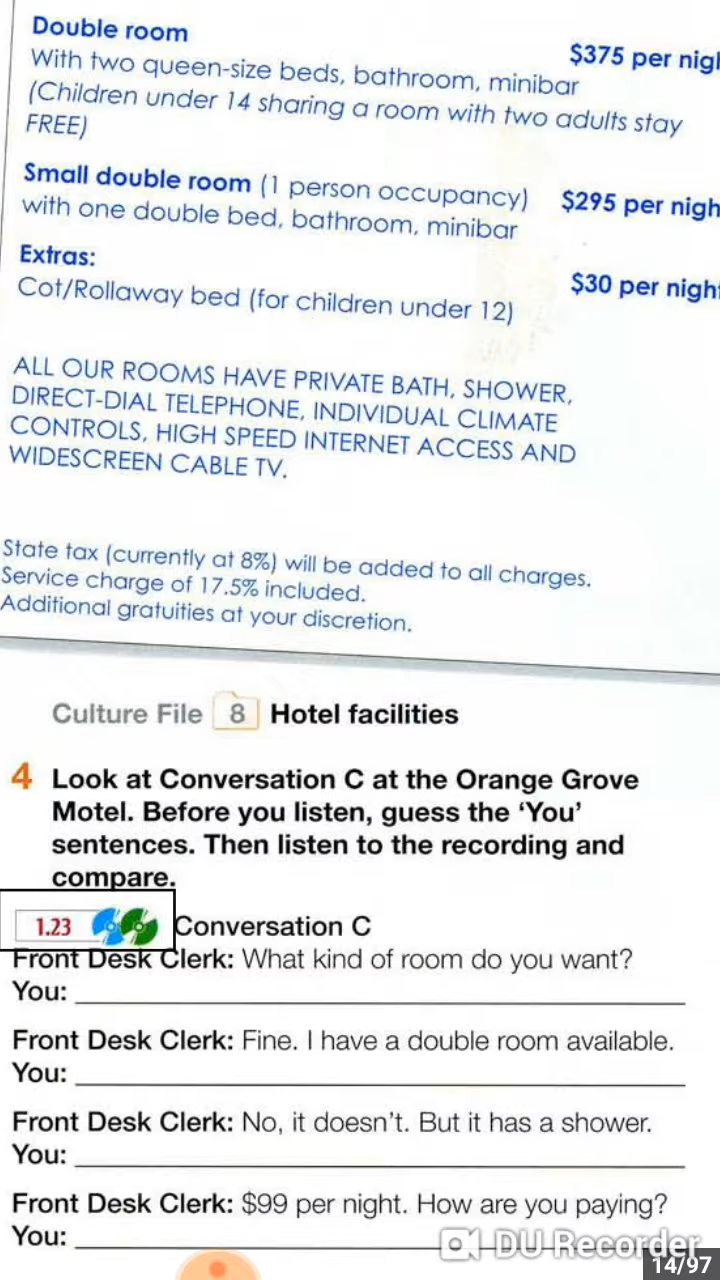 Double room
$375 per nigh
With two queen-size beds, bathroom, minibar
(Children under 14 sharing a room with two adults stay
FREE)
Small double room (1 person occupancy) $295 per nigh
with one double bed, bathroom, minibar
Extras:
Cot/Rollaway bed (for children under 12) $30 per night
ALL OUR ROOMS HAVE PRIVATE BATH, SHOWER,
DIRECT-DIAL TELEPHONE, INDIVIDUAL CLIMATE
CONTROLS, HIGH SPEED INTERNET ACCESS AND
WIDESCREEN CABLE TV.
State tax (currently at 8%) will be added to all charges.
Service charge of 17.5% included.
Additional gratuities at your discretion.
Culture File 8 Hotel facilities
4 Look at Conversation C at the Orange Grove
Motel. Before you listen, guess the ‘You’
sentences. Then listen to the recording and
compare.
1.23 Conversation C
Front Desk Clerk: What kind of room do you want?
You:
Front Desk Clerk: Fine. I have a double room available.
You:
Front Desk Clerk: No, it doesn’t. But it has a shower.
You:
Front Desk Clerk: $99 per night. How are you paying?
You:
DU Recorder
14/97